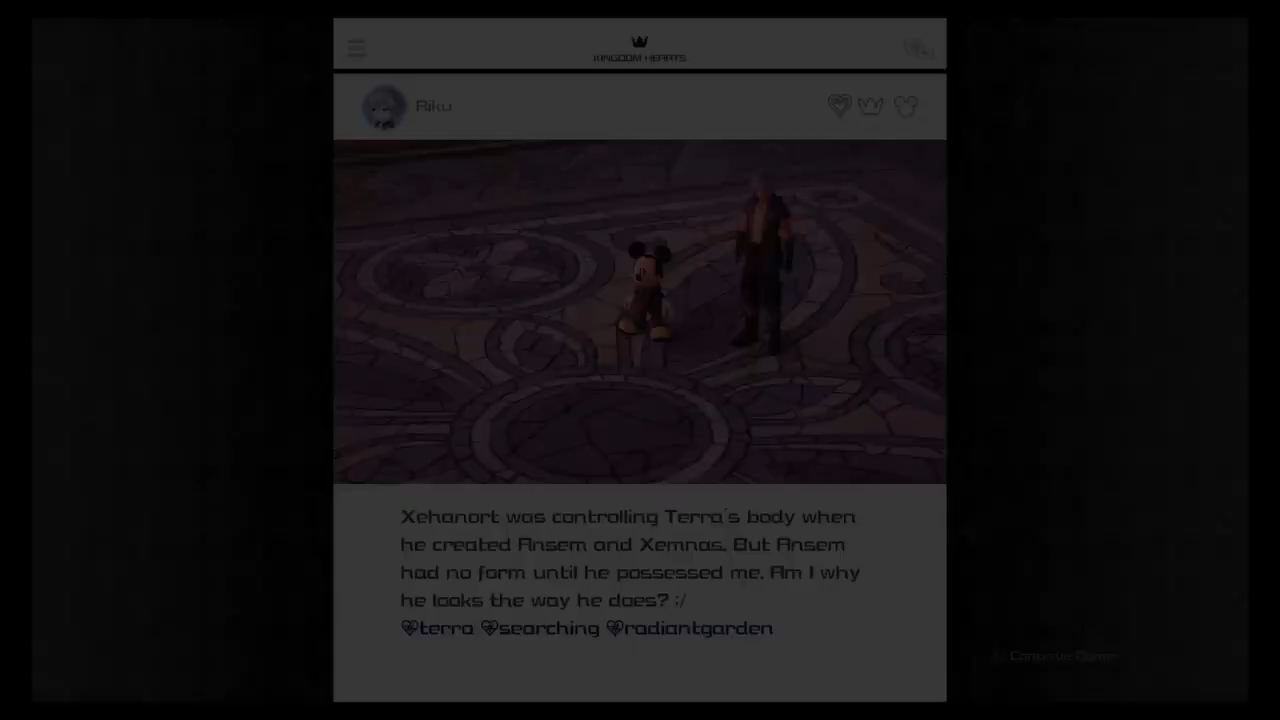 KINGDOM HEARTS
Riku
Xehanort was controlling Terra's body when
he created Ansem and Xemnas. But Ansem
had no form until he possessed me. Am I why
he looks the way he does? :/
terra searching radiantgarden